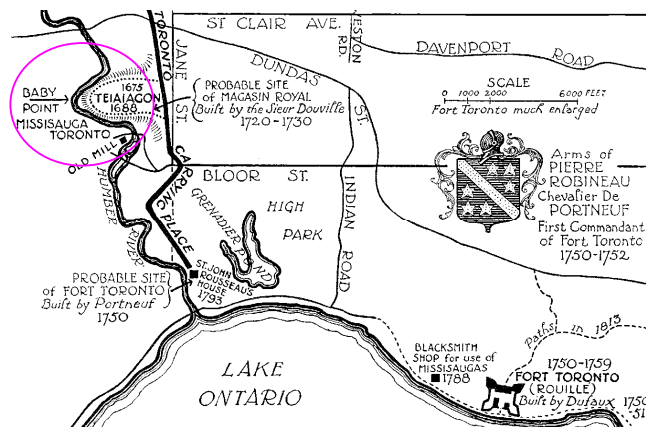 ST CLAIR AVE.
WESTON
RD.
DAVENPORT
ROAD
TORONTO
JANE
ST.
DUNDAS
ST.
BABY
POINT
1673
TEIAIAGON
1688
MISSISAUGA
TORONTO
OLD MILL
PROBABLE SITE
of MAGASIN ROYAL
Built by the Sieur Douville
1720-1730
SCALE
0 1000 2000 6000 FEET
Fort Toronto much enlarged
CARRYING PLACE
BLOOR ST.
GRENADIER POND
HIGH
PARK
INDIAN
ROAD
HUMBER
RIVER
Arms of
PIERRE
ROBINEAU
Chevalier De
PORTNEUF
First Commandant
of Fort Toronto
1750-1752
PROBABLE SITE
of FORT TORONTO
Built by Portneuf
1750
ST. JOHN
ROUSSEAU'S
HOUSE
1793
LAKE
ONTARIO
Paths in 1813
BLACKSMITH
SHOP for use of
MISSISAUGAS
1788
1750-1759
FORT TORONTO
(ROUILLE)
Built by Dufaux 1750
51